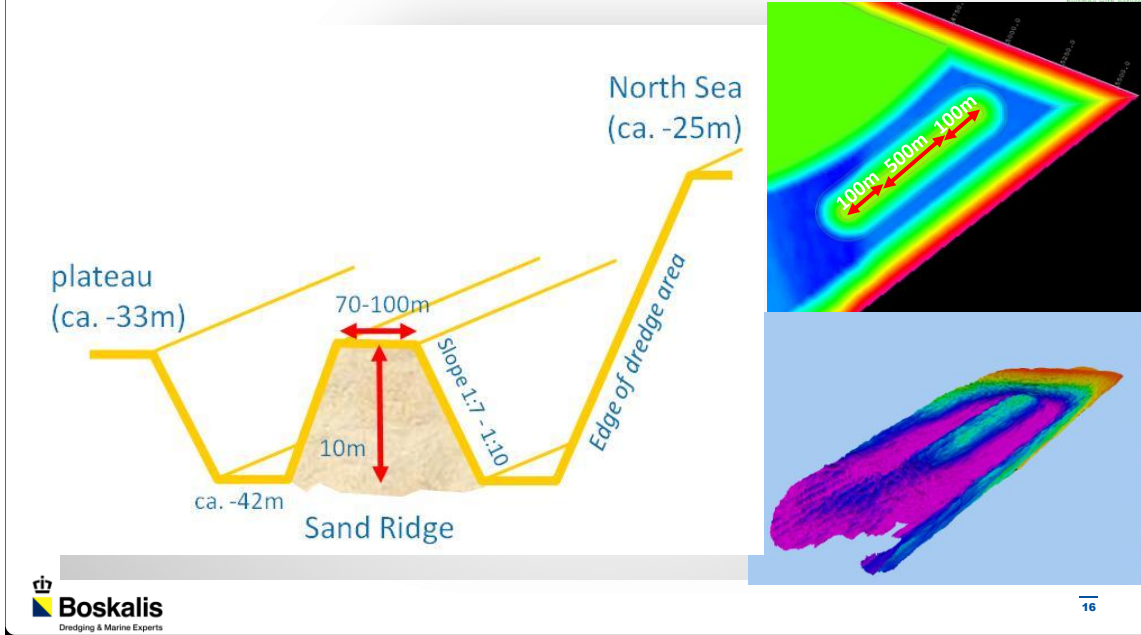 North Sea
(ca. -25m)
plateau
(ca. -33m)
70-100m
Slope 1:7 - 1:10
Edge of dredge area
10m
ca. -42m
Sand Ridge
100m
500m
100m
Boskalis
Dredging & Marine Experts
16